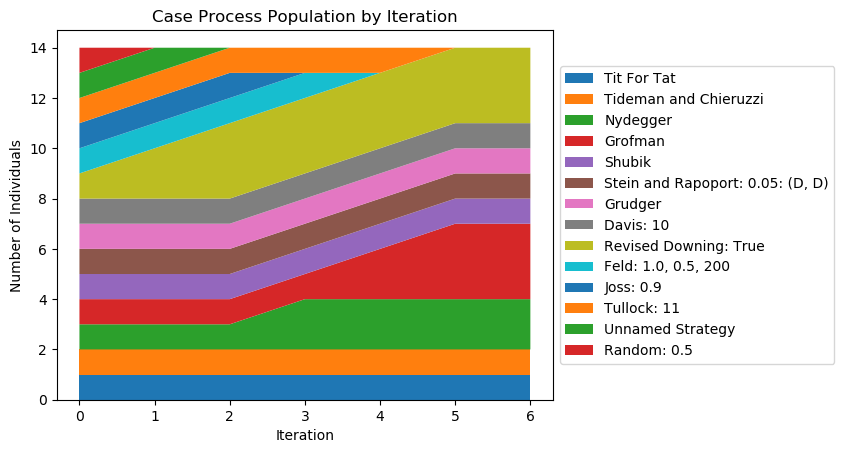 Case Process Population by Iteration
Number of Individuals
14
12
10
8
6
4
2
0
0 1 2 3 4 5 6
Iteration
Tit For Tat
Tideman and Chieruzzi
Nydegger
Grofman
Shubik
Stein and Rapoport: 0.05: (D, D)
Grudger
Davis: 10
Revised Downing: True
Feld: 1.0, 0.5, 200
Joss: 0.9
Tullock: 11
Unnamed Strategy
Random: 0.5